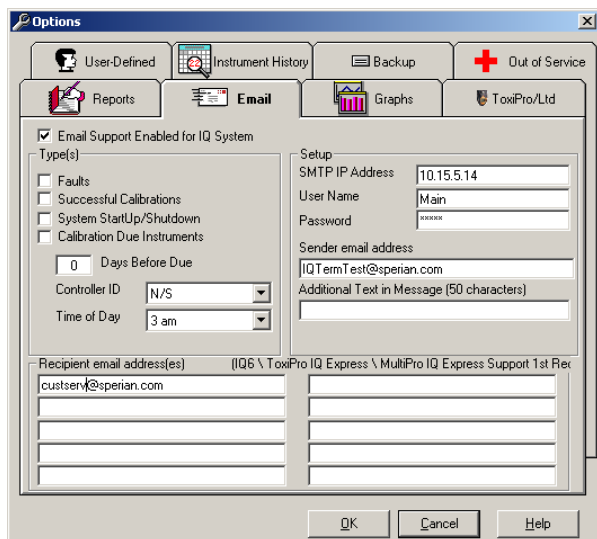 Options
User-Defined
22
Instrument History
Backup
Out of Service
Reports
Email
Graphs
ToxiPro/Ltd
Email Support Enabled for IQ System
Type(s)
Faults
Successful Calibrations
System StartUp/Shutdown
Calibration Due Instruments
0 Days Before Due
Controller ID N/S
Time of Day 3 am
Setup
SMTP IP Address 10.15.5.14
User Name Main
Password *****
Sender email address
IQTermTest@sperian.com
Additional Text in Message (50 characters)
Recipient email address(es) (IQ6 \ ToxiPro IQ Express \ MultiPro IQ Express Support 1st Rec
custserv@sperian.com
OK
Cancel
Help